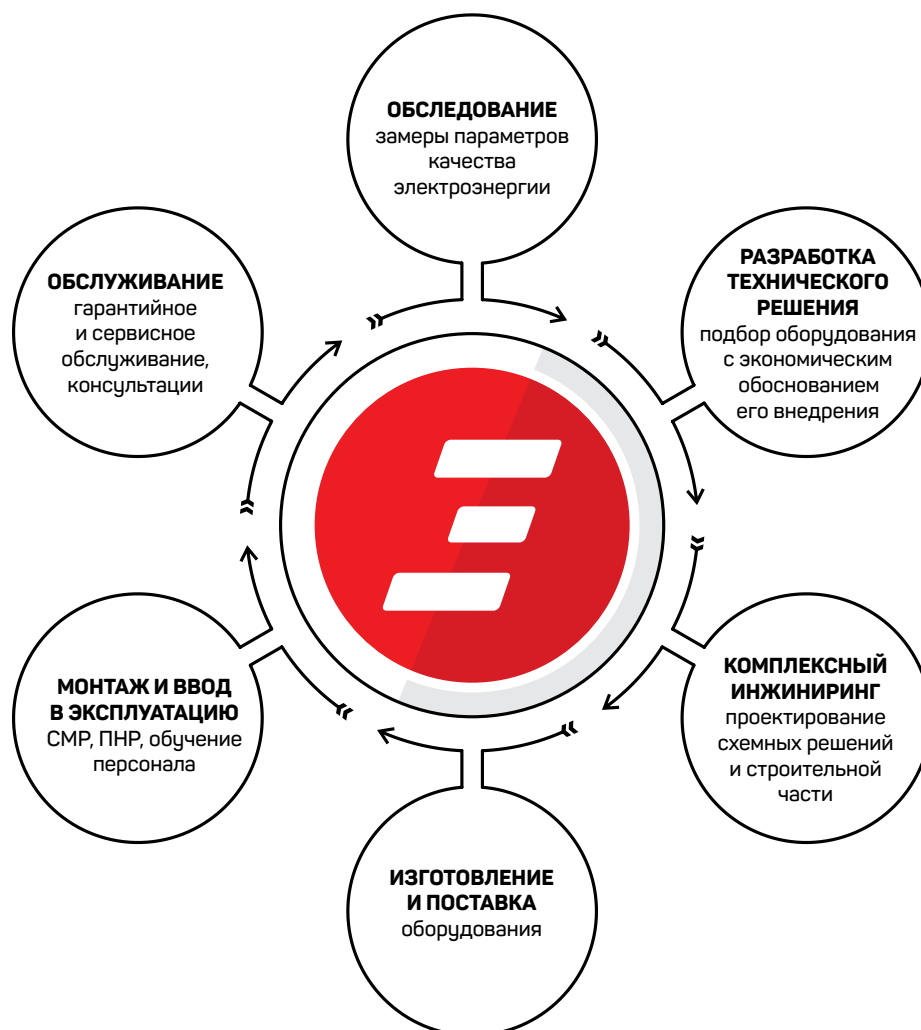 ОБСЛЕДОВАНИЕ
замеры параметров
качества
электроэнергии
РАЗРАБОТКА
ТЕХНИЧЕСКОГО
РЕШЕНИЯ
подбор оборудования
с экономическим
обоснованием
его внедрения
КОМПЛЕКСНЫЙ
ИНЖИНИРИНГ
проектирование
схемных решений
и строительной
части
ИЗГОТОВЛЕНИЕ
И ПОСТАВКА
оборудования
МОНТАЖ И ВВОД
В ЭКСПЛУАТАЦИЮ
СМР, ПНР, обучение
персонала
ОБСЛУЖИВАНИЕ
гарантийное
и сервисное
обслуживание,
консультации